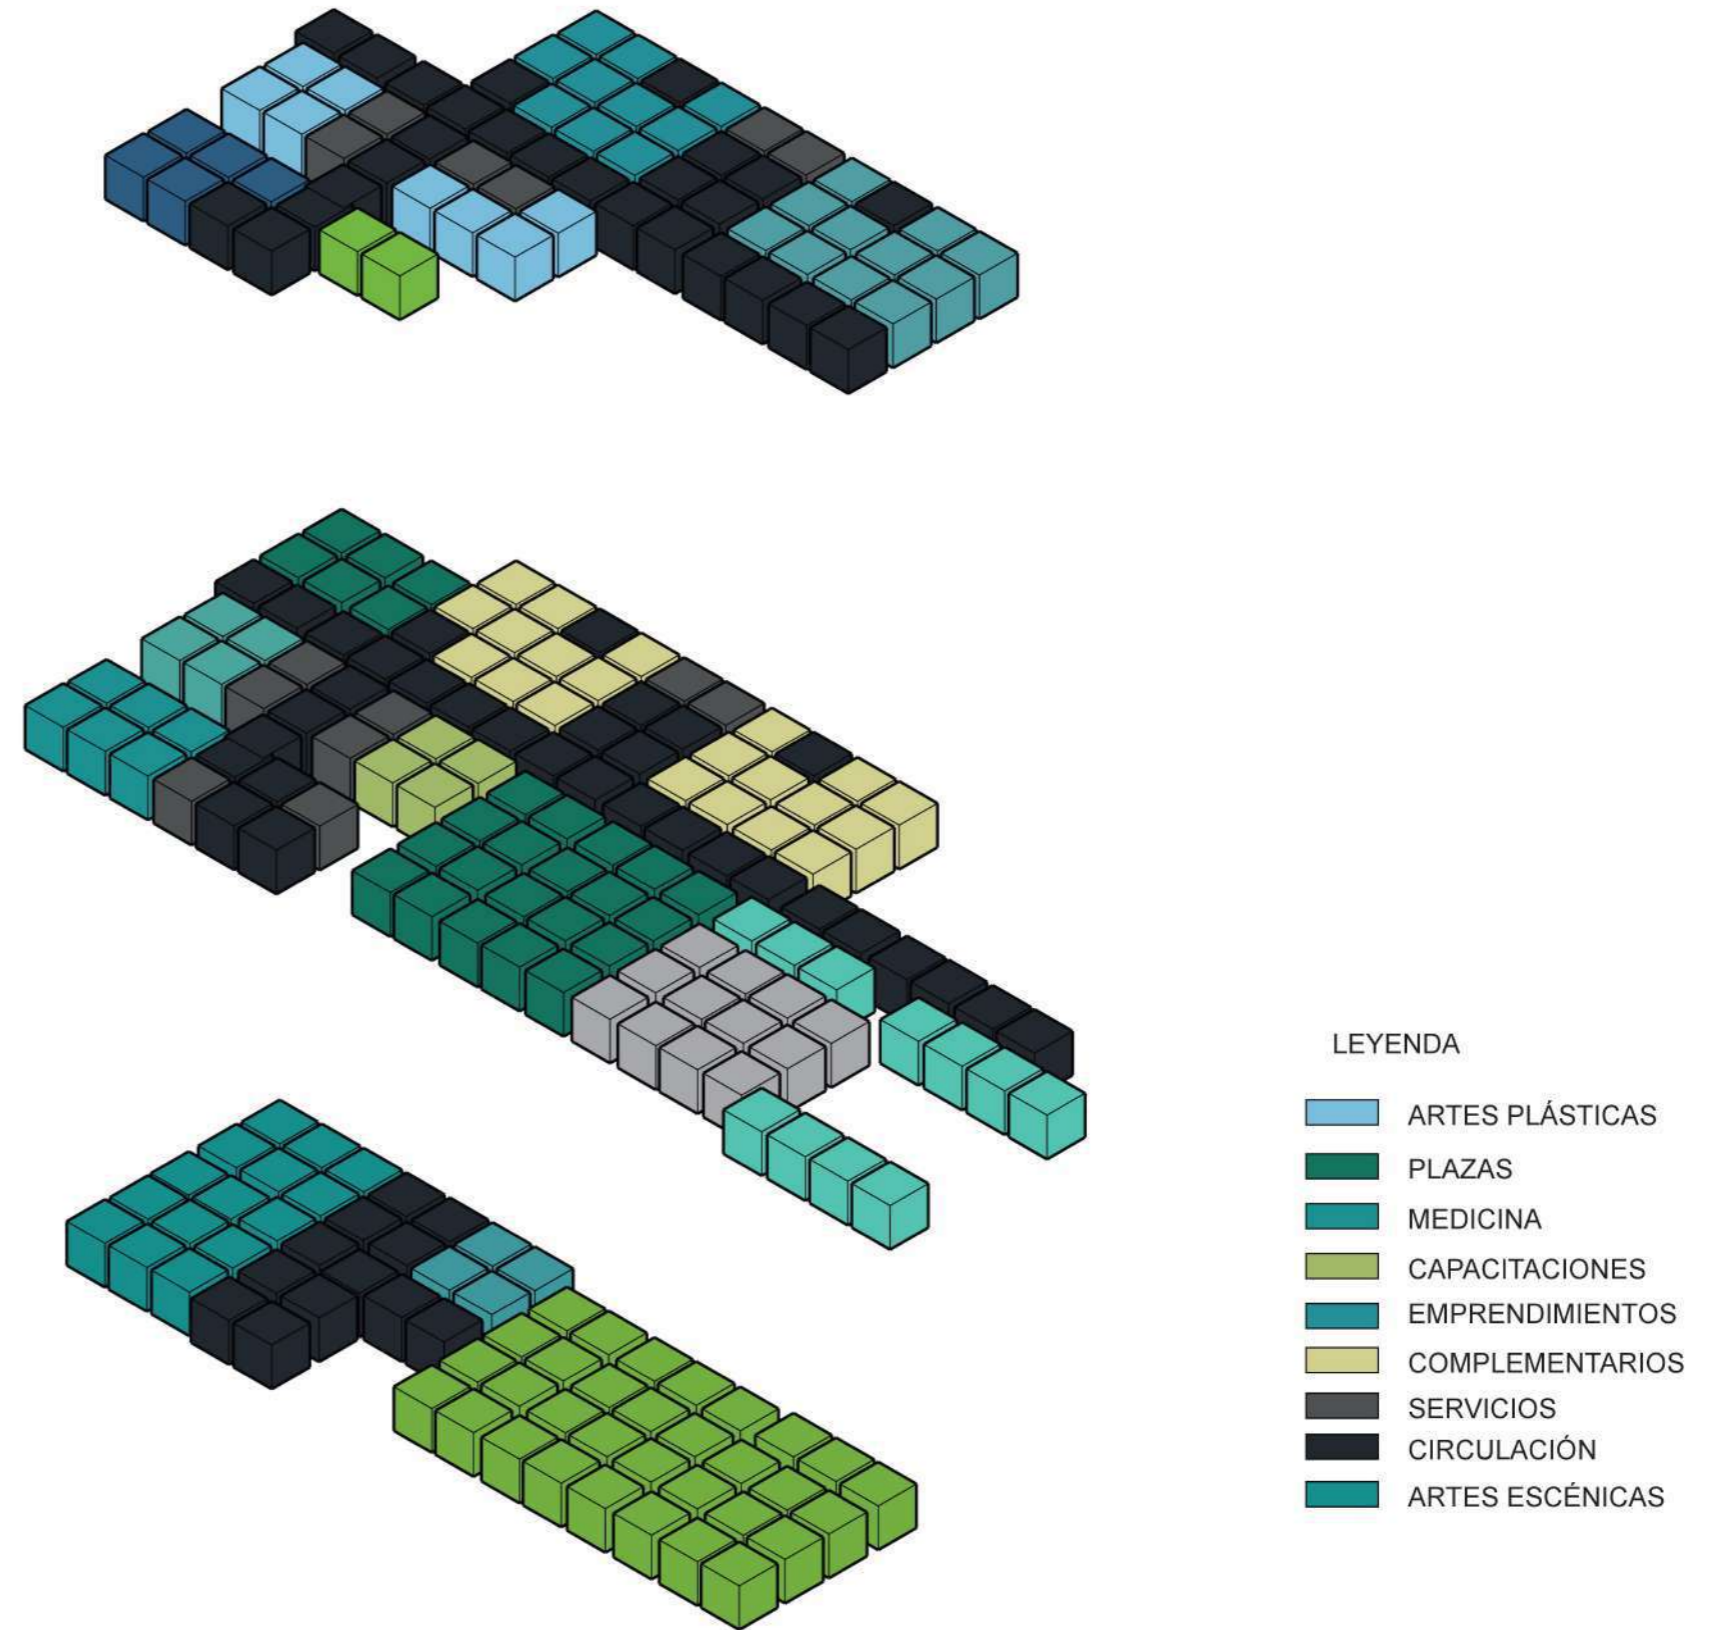 LEYENDA
ARTES PLÁSTICAS
PLAZAS
MEDICINA
CAPACITACIONES
EMPRENDIMIENTOS
COMPLEMENTARIOS
SERVICIOS
CIRCULACIÓN
ARTES ESCÉNICAS